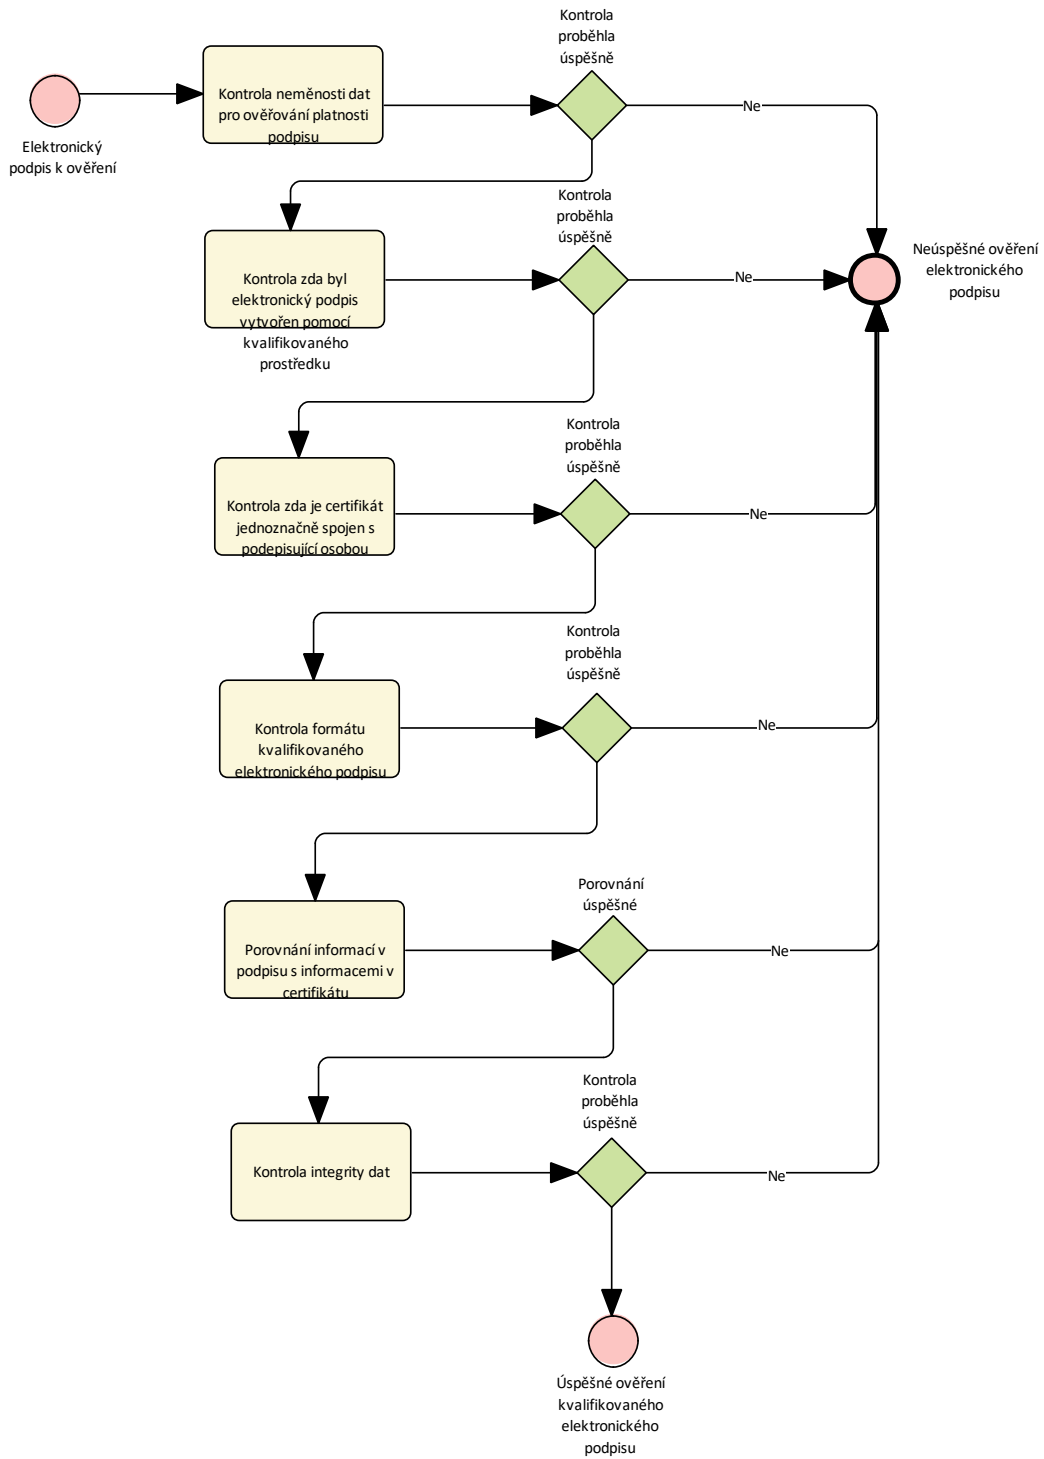 Elektronický
podpis k ověření
Kontrola neměnosti dat
pro ověřování platnosti
podpisu
Kontrola
proběhla
úspěšně
Ne
Kontrola zda byl
elektronický podpis
vytvořen pomocí
kvalifikovaného
prostředku
Kontrola
proběhla
úspěšně
Ne
Neúspěšné ověření
elektronického
podpisu
Kontrola zda je certifikát
jednoznačně spojen s
podepisující osobou
Kontrola
proběhla
úspěšně
Ne
Kontrola formátu
kvalifikovaného
elektronického podpisu
Kontrola
proběhla
úspěšně
Ne
Porovnání informací v
podpisu s informacemi v
certifikátu
Porovnání
úspěšné
Ne
Kontrola integrity dat
Kontrola
proběhla
úspěšně
Ne
Úspěšné ověření
kvalifikovaného
elektronického
podpisu